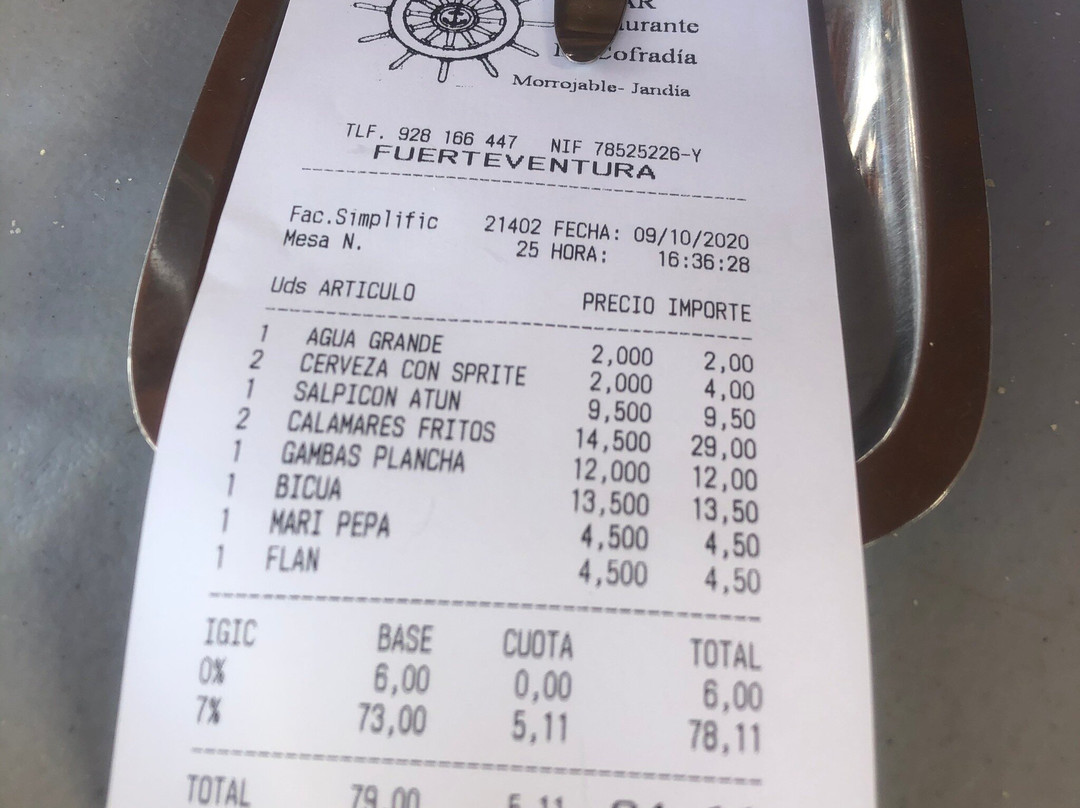 urante
Cofradía
Morrojable- Jandía
TLF. 928 166 447 NIF 78525226-Y
FUERTEVENTURA
Fac.Simplific 21402 FECHA: 09/10/2020
Mesa N. 25 HORA: 16:36:28
Uds ARTICULO PRECIO IMPORTE
1 AGUA GRANDE 2,000 2,00
2 CERVEZA CON SPRITE 2,000 4,00
1 SALPICON ATUN 9,500 9,50
2 CALAMARES FRITOS 14,500 29,00
1 GAMBAS PLANCHA 12,000 12,00
1 BICUA 13,500 13,50
1 MARI PEPA 4,500 4,50
1 FLAN 4,500 4,50
IGIC BASE CUOTA TOTAL
0% 6,00 0,00 6,00
7% 73,00 5,11 78,11
TOTAL 79,00 5,11